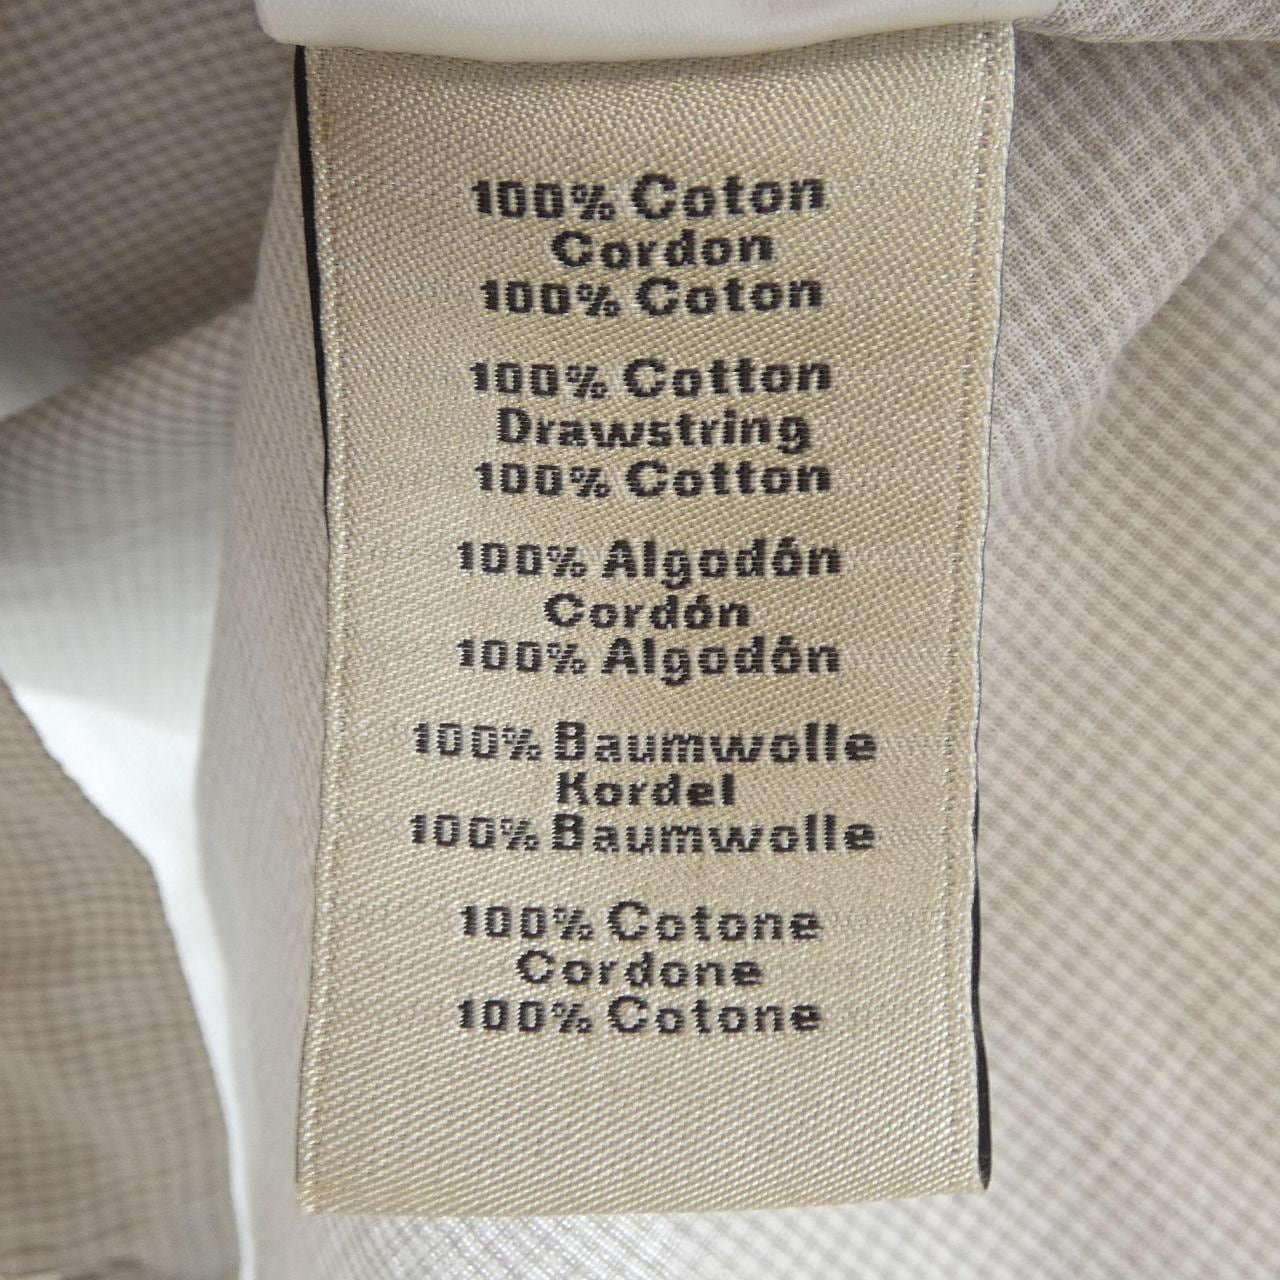 100% Coton
Cordon
100% Coton
100% Cotton
Drawstring
100% Cotton
100% Algodón
Cordón
100% Algodón
100% Baumwolle
Kordel
100% Baumwolle
100% Cotone
Cordone
100% Cotone